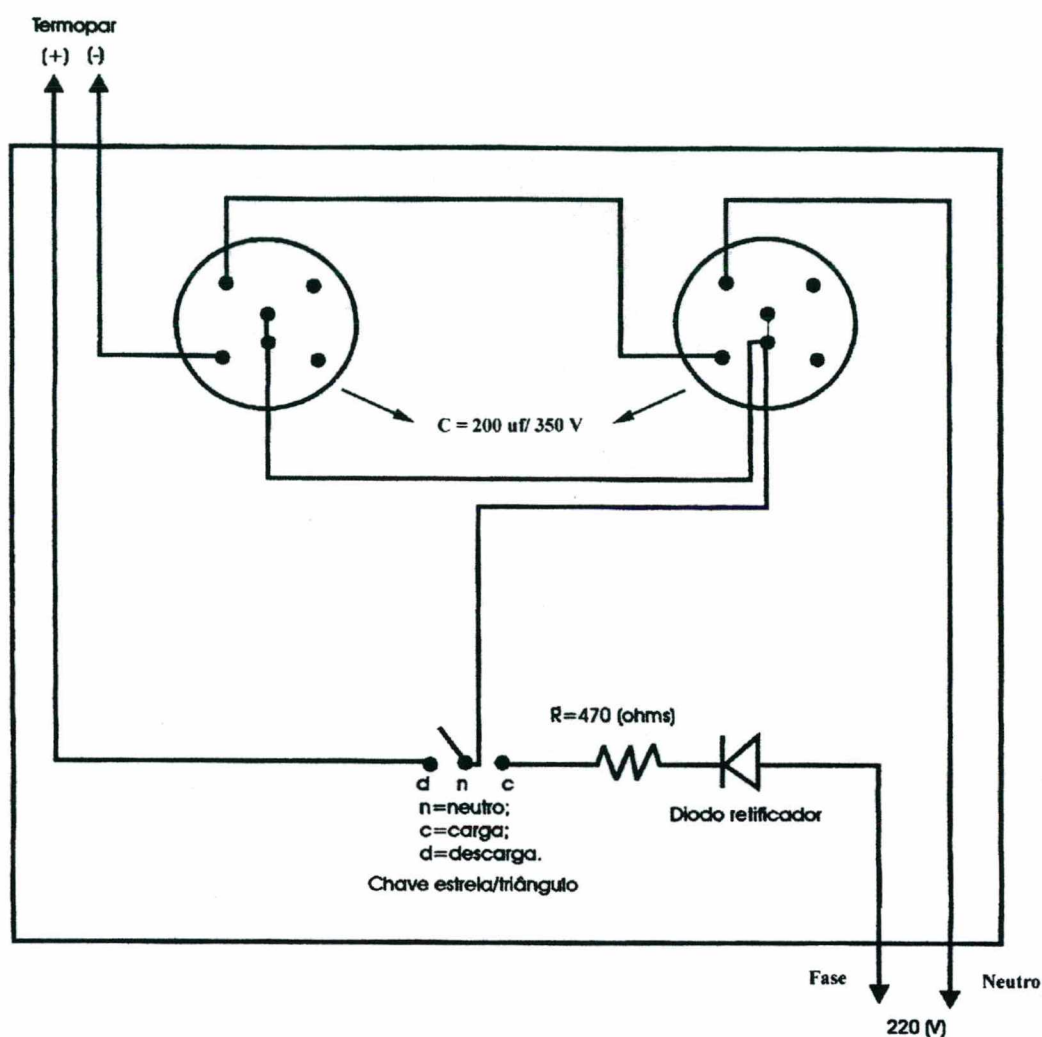 Termopar
(+) (-)
C = 200 uf/ 350 V
R=470 (ohms)
d n c
n=neutro;
c=carga;
d=descarga.
Chave estrela/triângulo
Diodo retificador
Fase
Neutro
220 (V)